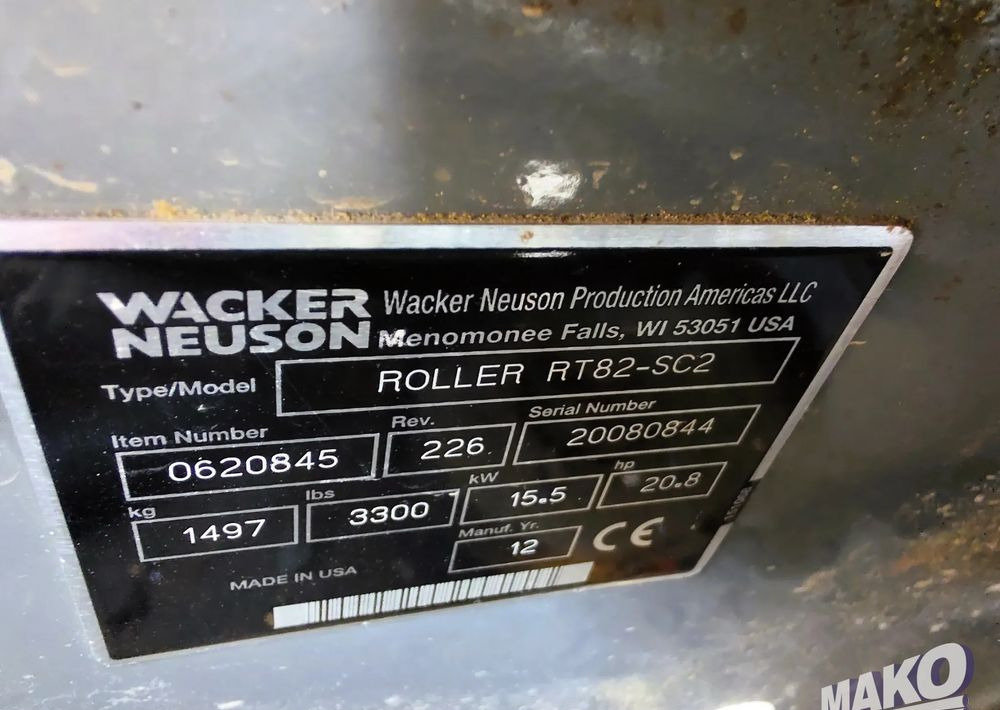 WACKER
NEUSON
Wacker Neuson Production Americas LLC
Menomonee Falls, WI 53051 USA
Type/Model
ROLLER RT82-SC2
Item Number
0620845
Rev.
226
Serial Number
20080844
kg
1497
lbs
3300
kW
15.5
hp
20.8
Manuf. Yr.
12
CE
MADE IN USA
MAKO